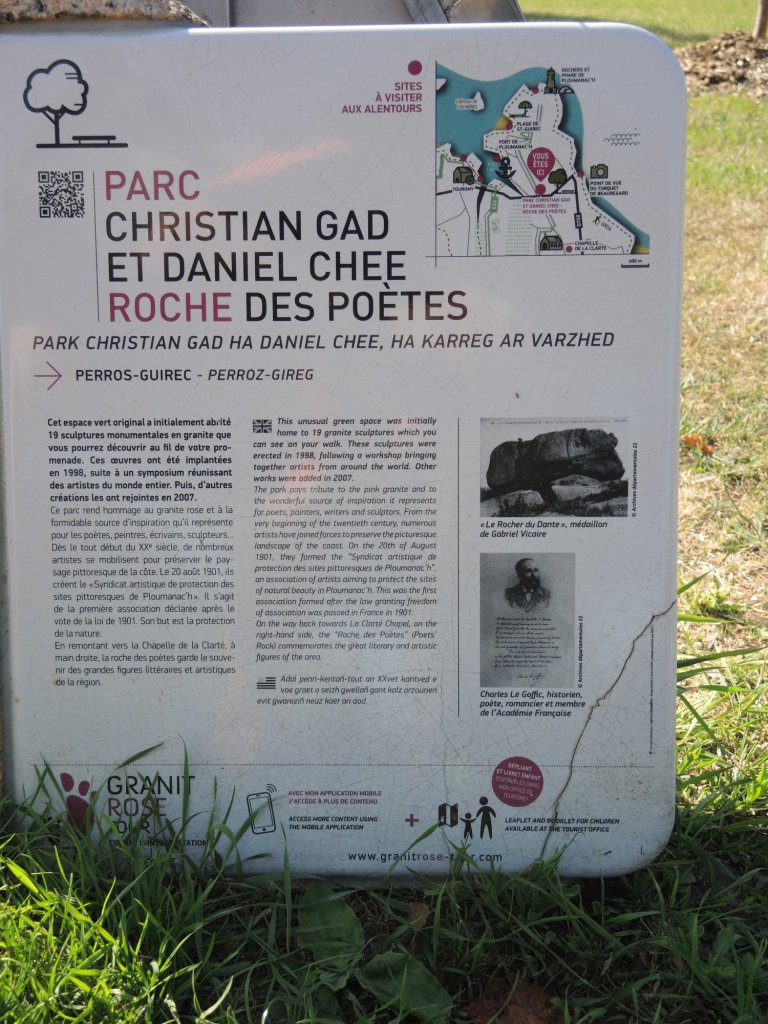 SITES
À VISITER
AUX ALENTOURS
ROCHERS ET
PHARE DE
PLOUMANAC'H
PLAGE DE
ST-GUIREC
PORT DE
PLOUMANAC'H
VOUS
ÊTES
ICI
TOURONY
POINT DE VUE
DU TURQUET
DE BEAUREGARD
PARC CHRISTIAN GAD
ET DANIEL CHEE -
ROCHE DES POÈTES
CHAPELLE
DE LA CLARTÉ
400 m
PARC
CHRISTIAN GAD
ET DANIEL CHEE
ROCHE DES POÈTES
PARK CHRISTIAN GAD HA DANIEL CHEE, HA KARREG AR VARZHED
PERROS-GUIREC - PERROZ-GIREG
Cet espace vert original a initialement abrité
19 sculptures monumentales en granite que
vous pourrez découvrir au fil de votre pro-
menade. Ces œuvres ont été implantées
en 1998, suite à un symposium réunissant
des artistes du monde entier. Puis, d'autres
créations les ont rejointes en 2007.
Ce parc rend hommage au granite rose et à la
formidable source d'inspiration qu'il représente
pour les poètes, peintres, écrivains, sculpteurs...
Dès le tout début du XXe siècle, de nombreux
artistes se mobilisent pour préserver le pay-
sage pittoresque de la côte. Le 20 août 1901, ils
créent le « Syndicat artistique de protection des
sites pittoresques de Ploumanac'h ». Il s'agit
de la première association déclarée après le
vote de la loi de 1901. Son but est la protection
de la nature.
En remontant vers la Chapelle de la Clarté, à
main droite, la roche des poètes garde le souve-
nir des grandes figures littéraires et artistiques
de la région.
This unusual green space was initially
home to 19 granite sculptures which you
can see on your walk. These sculptures were
erected in 1998, following a workshop bringing
together artists from around the world. Other
works were added in 2007.
The park pays tribute to the pink granite and to
the wonderful source of inspiration it represents
for poets, painters, writers and sculptors. From the
very beginning of the twentieth century, numerous
artists have joined forces to preserve the picturesque
landscape of the coast. On the 20th of August
1901, they formed the "Syndicat artistique de
protection des sites pittoresques de Ploumanac'h",
an association of artists aiming to protect the sites
of natural beauty in Ploumanac'h. This was the first
association formed after the law granting freedom
of association was passed in France in 1901.
On the way back towards La Clarté Chapel, on the
right-hand side, the "Roche des Poètes" (Poets'
Rock) commemorates the great literary and artistic
figures of the area.
Adal penn-kentañ-tout an XXvet kantved e
voe graet o seizh gwellañ gant kalz arzourien
evit gwareziñ neuz kaer an aod.
© Archives départementales 22
« Le Rocher du Dante », médaillon
de Gabriel Vicaire
© Archives départementales 22
Charles Le Goffic, historien,
poète, romancier et membre
de l'Académie Française
GRANIT
ROSE
TOUR
AVEC MON APPLICATION MOBILE
J'ACCÈDE À PLUS DE CONTENU
ACCESS MORE CONTENT USING
THE MOBILE APPLICATION
+
DÉPLIANT
ET LIVRET ENFANT
DISPONIBLES DANS
MON OFFICE DE
TOURISME !
LEAFLET AND BOOKLET FOR CHILDREN
AVAILABLE AT THE TOURIST OFFICE
www.granitrose-tour.com